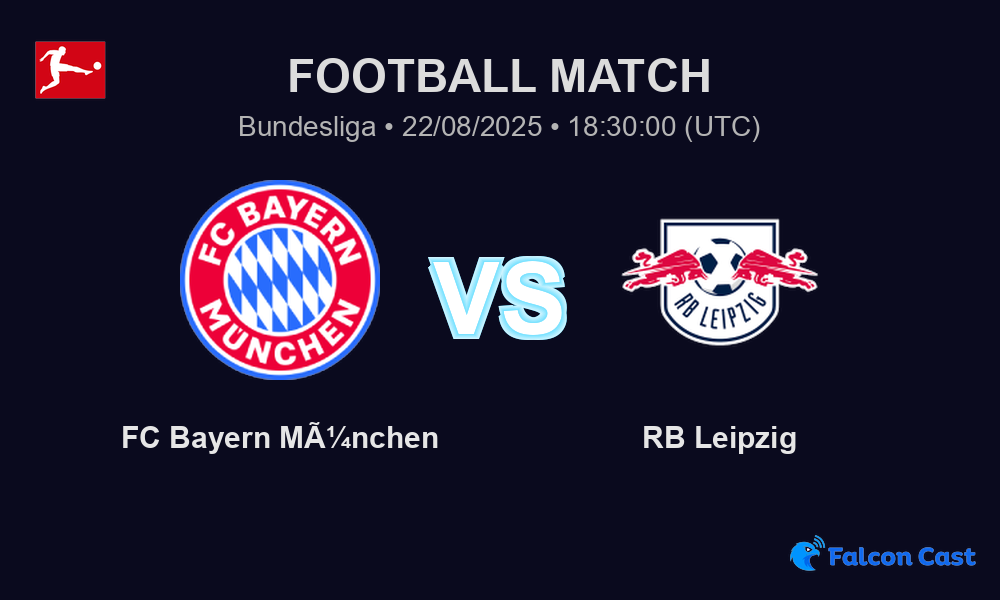 FOOTBALL MATCH
Bundesliga • 22/08/2025 • 18:30:00 (UTC)
FC BAYERN
MÜNCHEN
VS
RB LEIPZIG
FC Bayern MÃ¼nchen
RB Leipzig
Falcon Cast